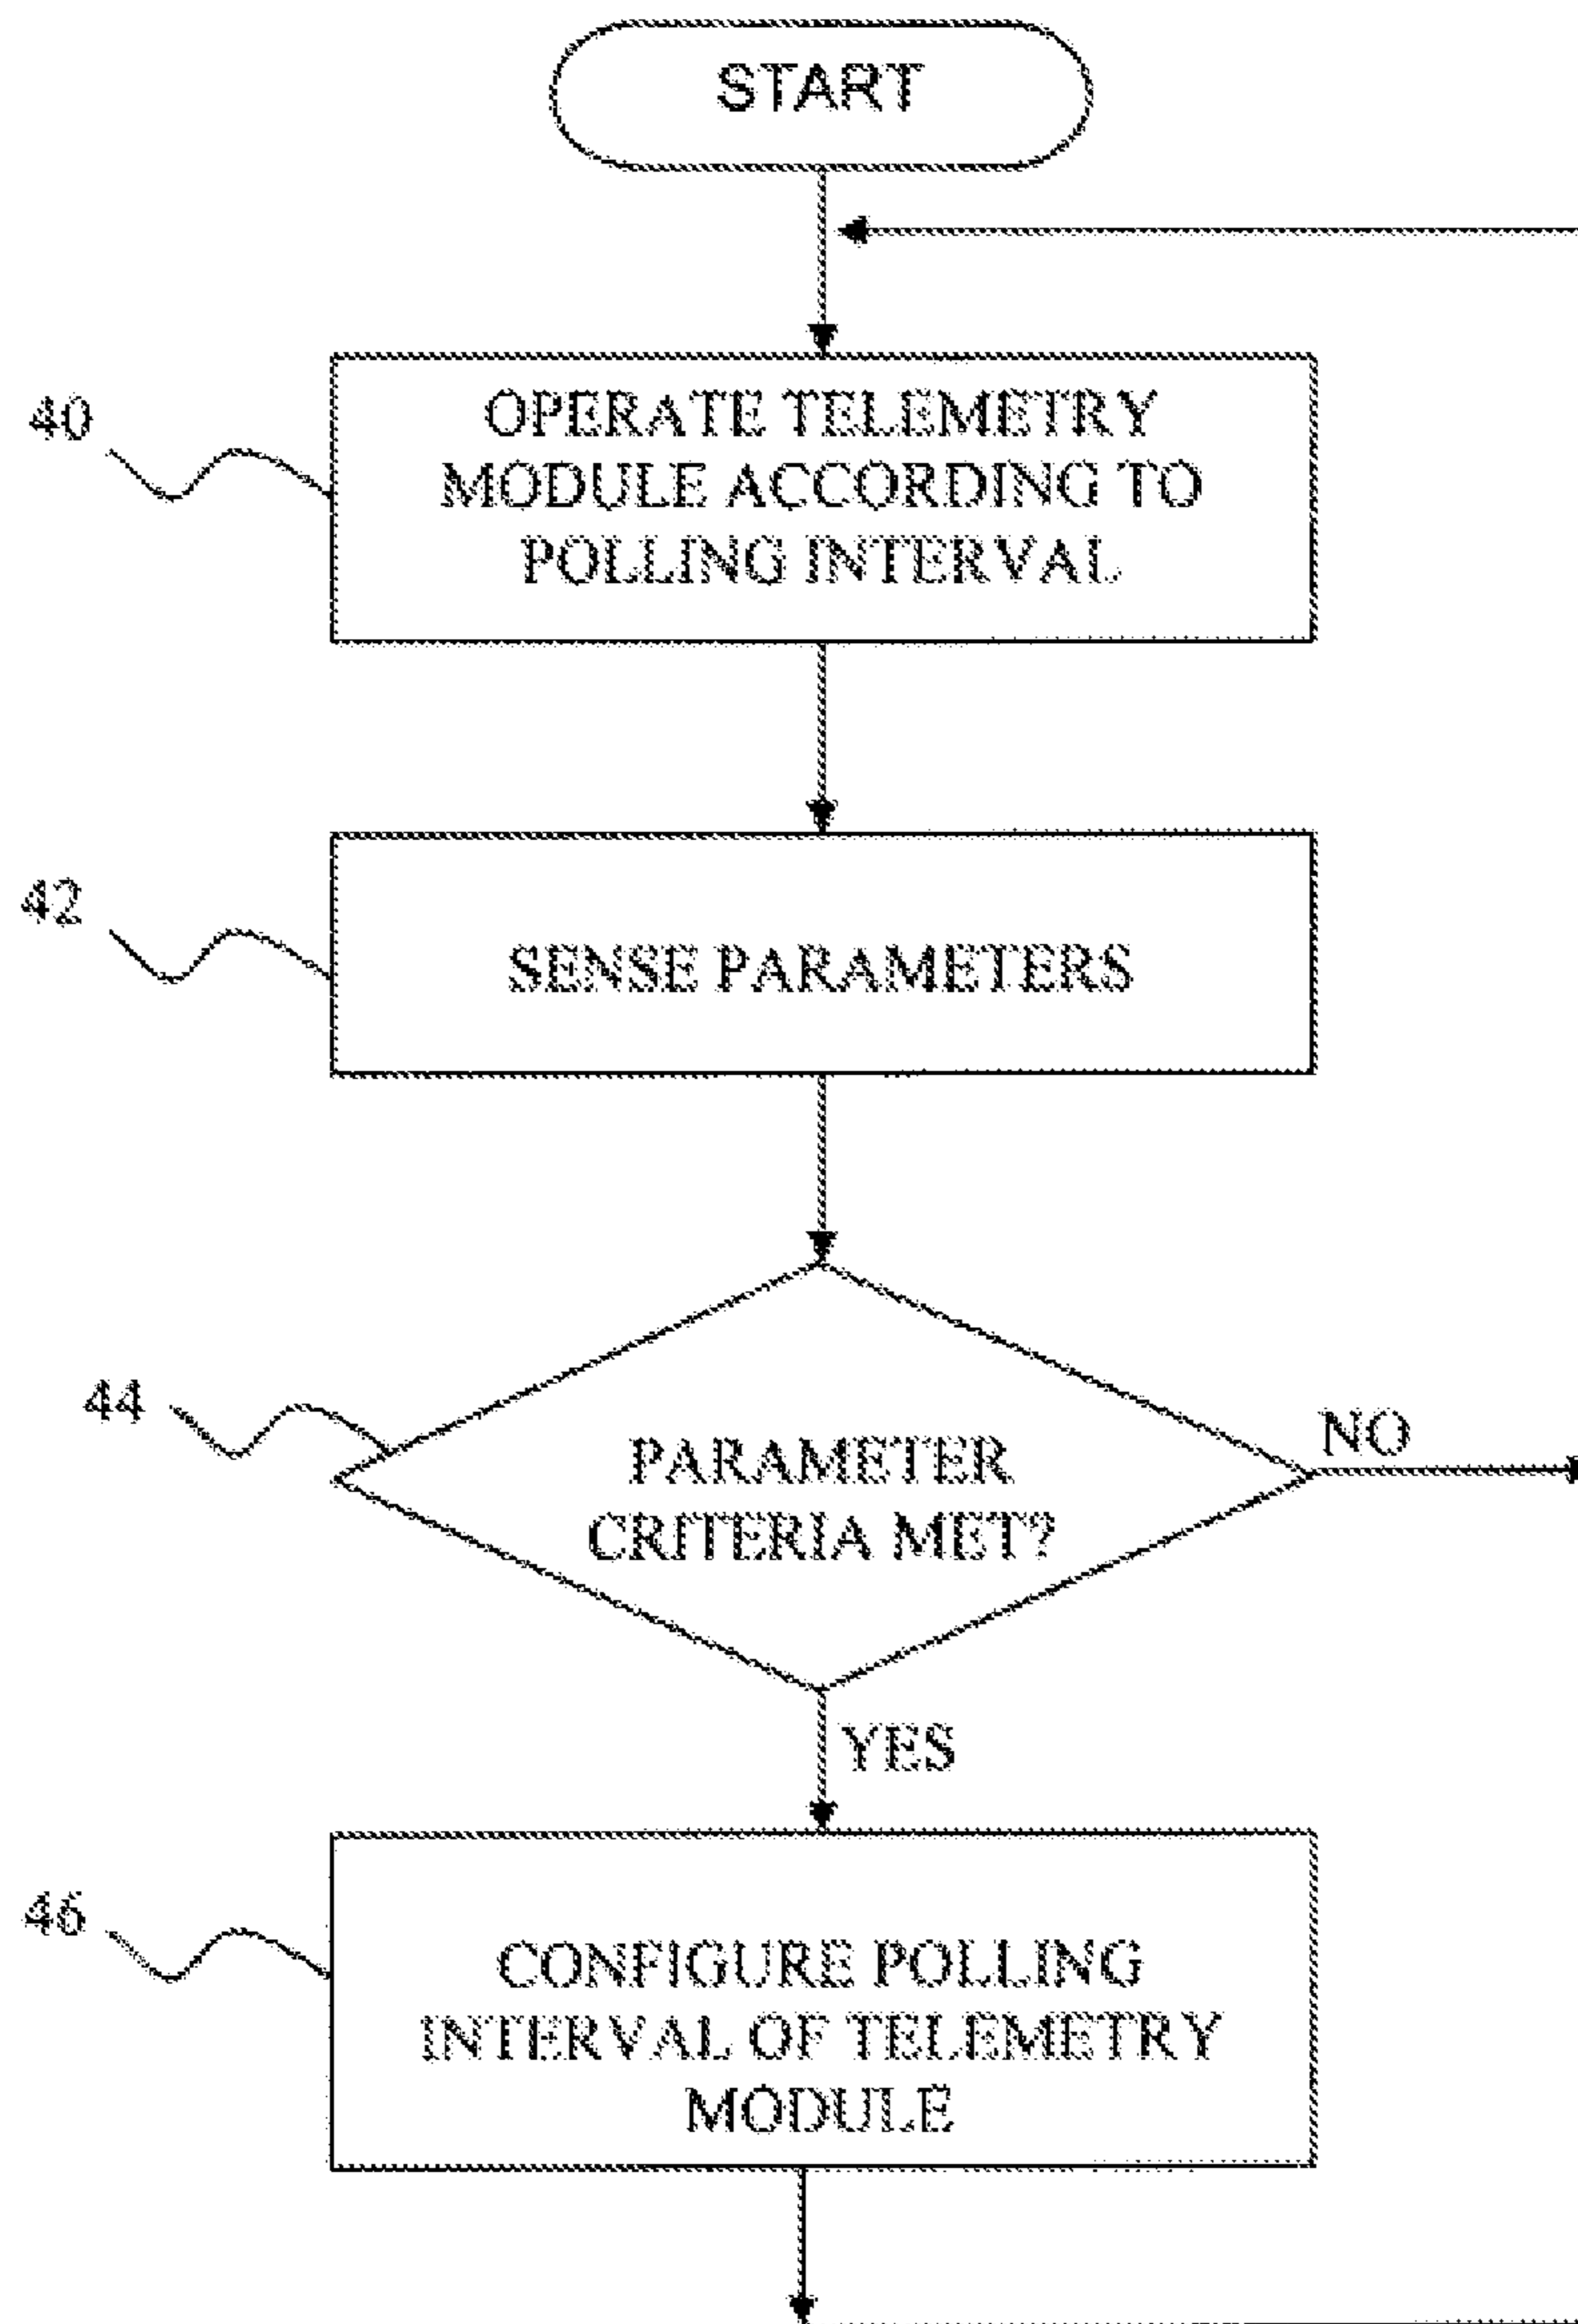 START
40
OPERATE TELEMETRY
MODULE ACCORDING TO
POLLING INTERVAL
42
SENSE PARAMETERS
44
PARAMETER
CRITERIA MET?
NO
YES
46
CONFIGURE POLLING
INTERVAL OF TELEMETRY
MODULE